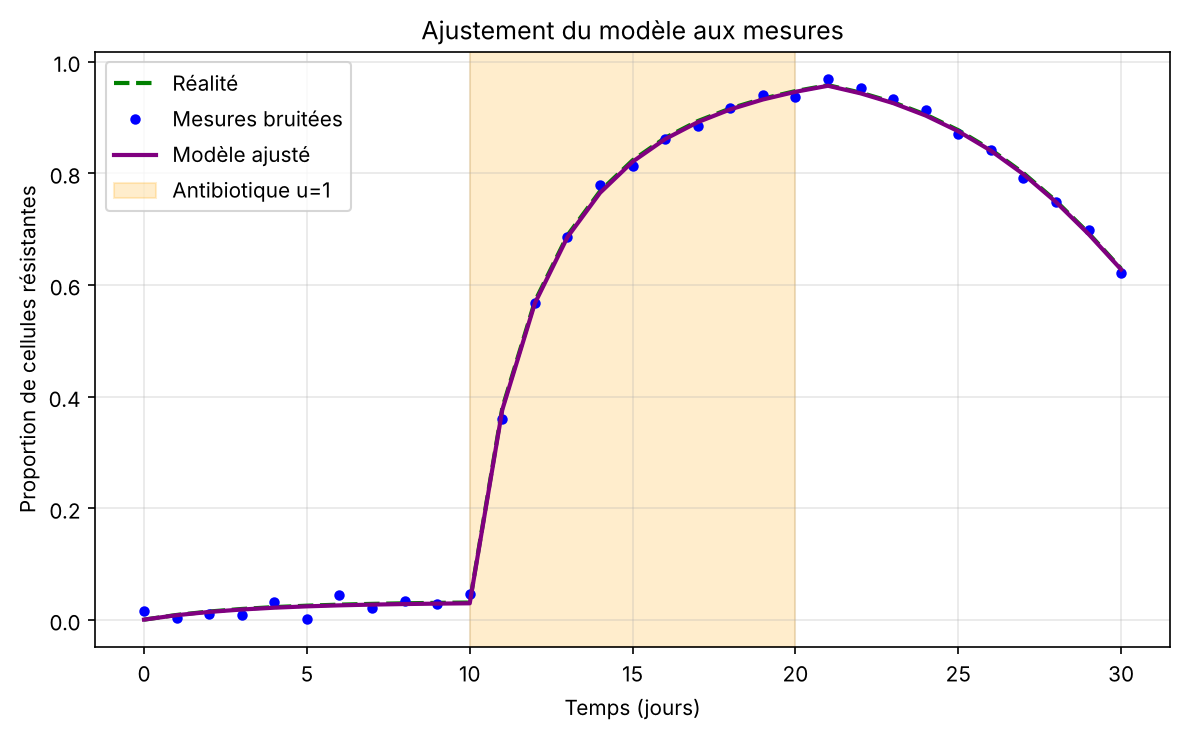 Ajustement du modèle aux mesures
Réalité
Mesures bruitées
Modèle ajusté
Antibiotique u=1
Proportion de cellules résistantes
1.0
0.8
0.6
0.4
0.2
0.0
0 5 10 15 20 25 30
Temps (jours)